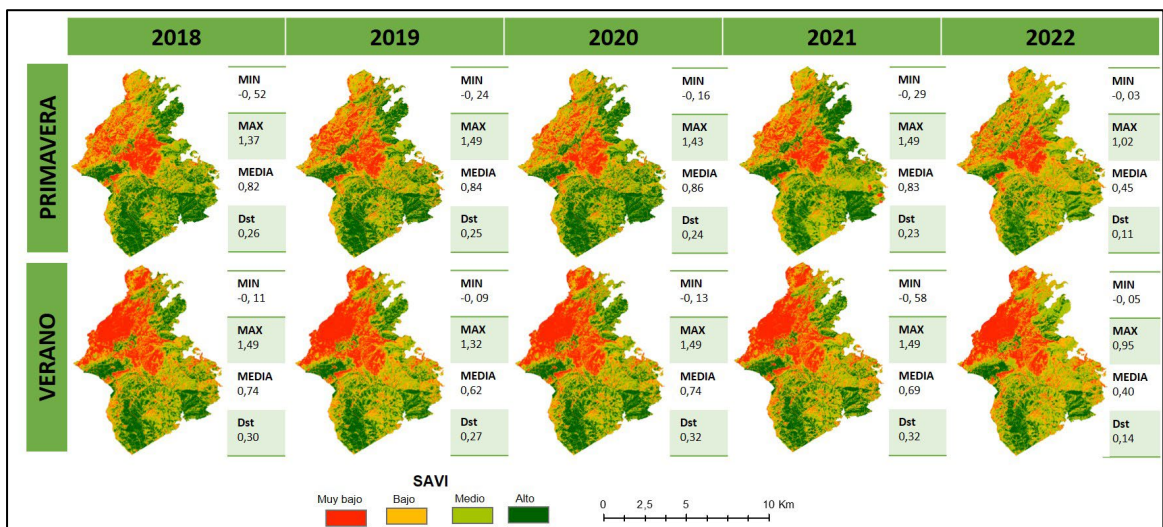 2018 2019 2020 2021 2022
PRIMAVERA
MIN MIN MIN MIN MIN
-0, 52 -0, 24 -0, 16 -0, 29 -0, 03
MAX MAX MAX MAX MAX
1,37 1,49 1,43 1,49 1,02
MEDIA MEDIA MEDIA MEDIA MEDIA
0,82 0,84 0,86 0,83 0,45
Dst Dst Dst Dst Dst
0,26 0,25 0,24 0,23 0,11
VERANO
MIN MIN MIN MIN MIN
-0, 11 -0, 09 -0, 13 -0, 58 -0, 05
MAX MAX MAX MAX MAX
1,49 1,32 1,49 1,49 0,95
MEDIA MEDIA MEDIA MEDIA MEDIA
0,74 0,62 0,74 0,69 0,40
Dst Dst Dst Dst Dst
0,30 0,27 0,32 0,32 0,14
SAVI
Muy bajo Bajo Medio Alto
0 2,5 5 10 Km